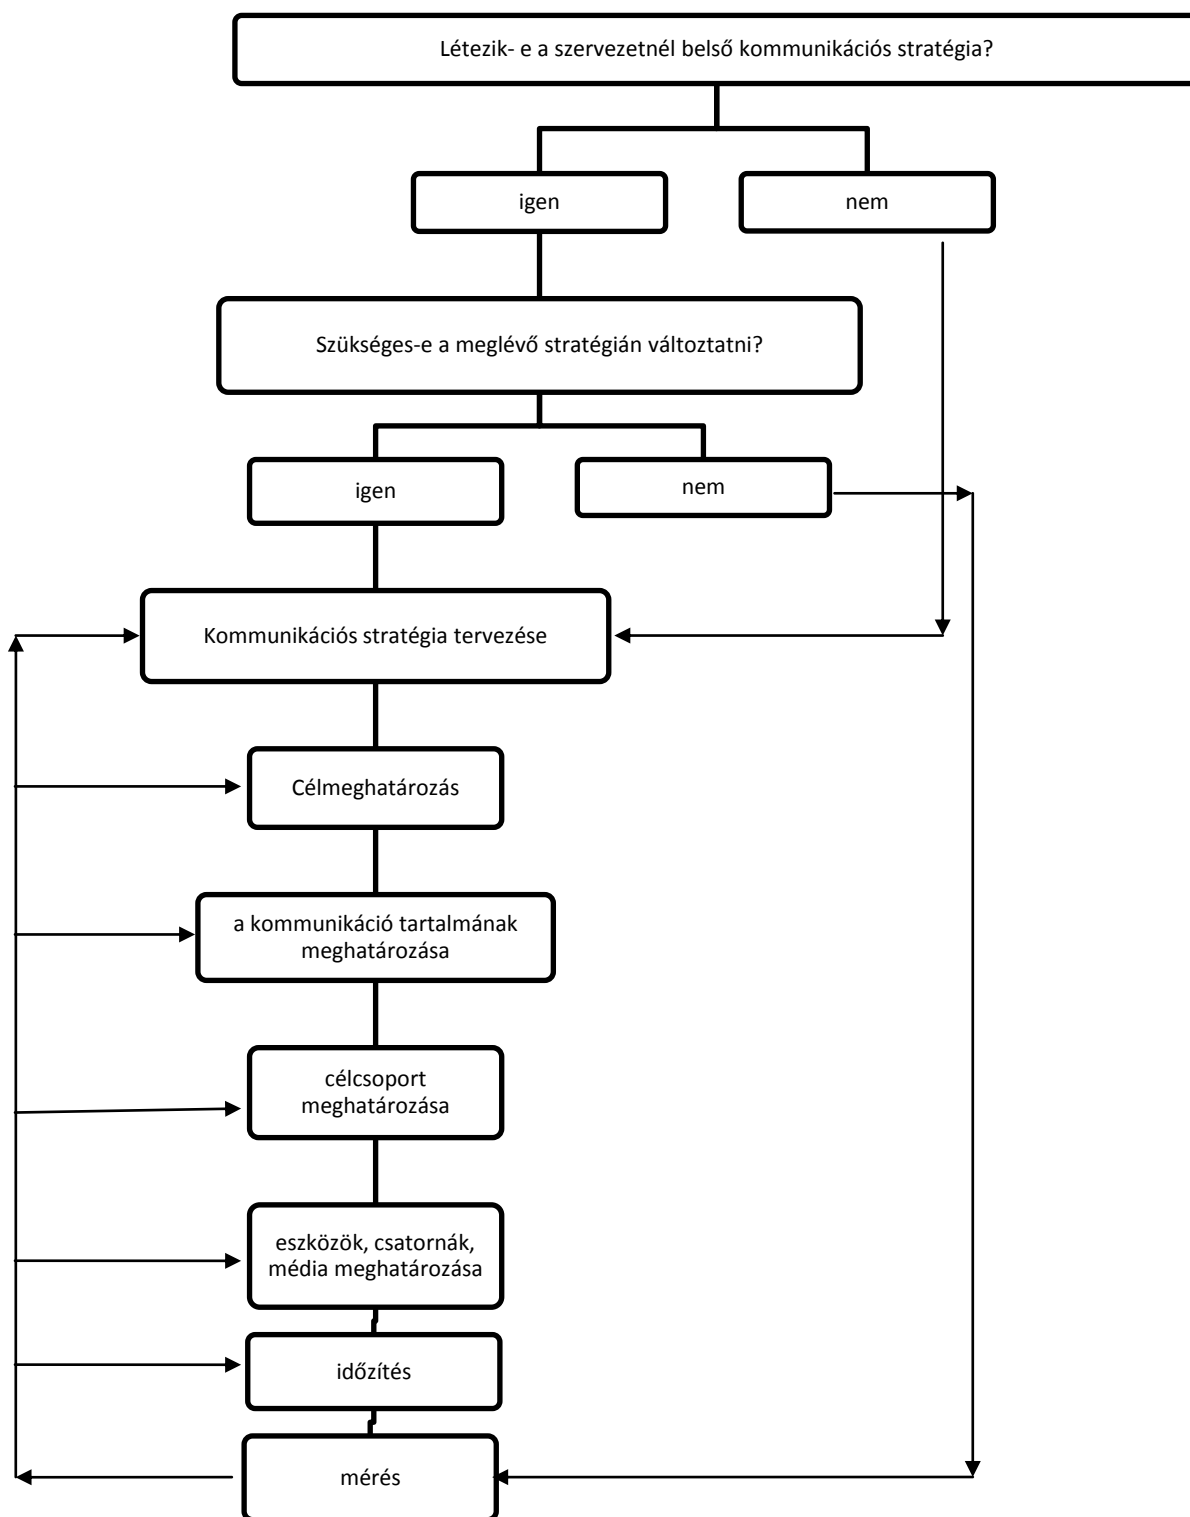 Létezik- e a szervezetnél belső kommunikációs stratégia?
igen
nem
Szükséges-e a meglévő stratégián változtatni?
igen
nem
Kommunikációs stratégia tervezése
Célmeghatározás
a kommunikáció tartalmának
meghatározása
célcsoport
meghatározása
eszközök, csatornák,
média meghatározása
időzítés
mérés